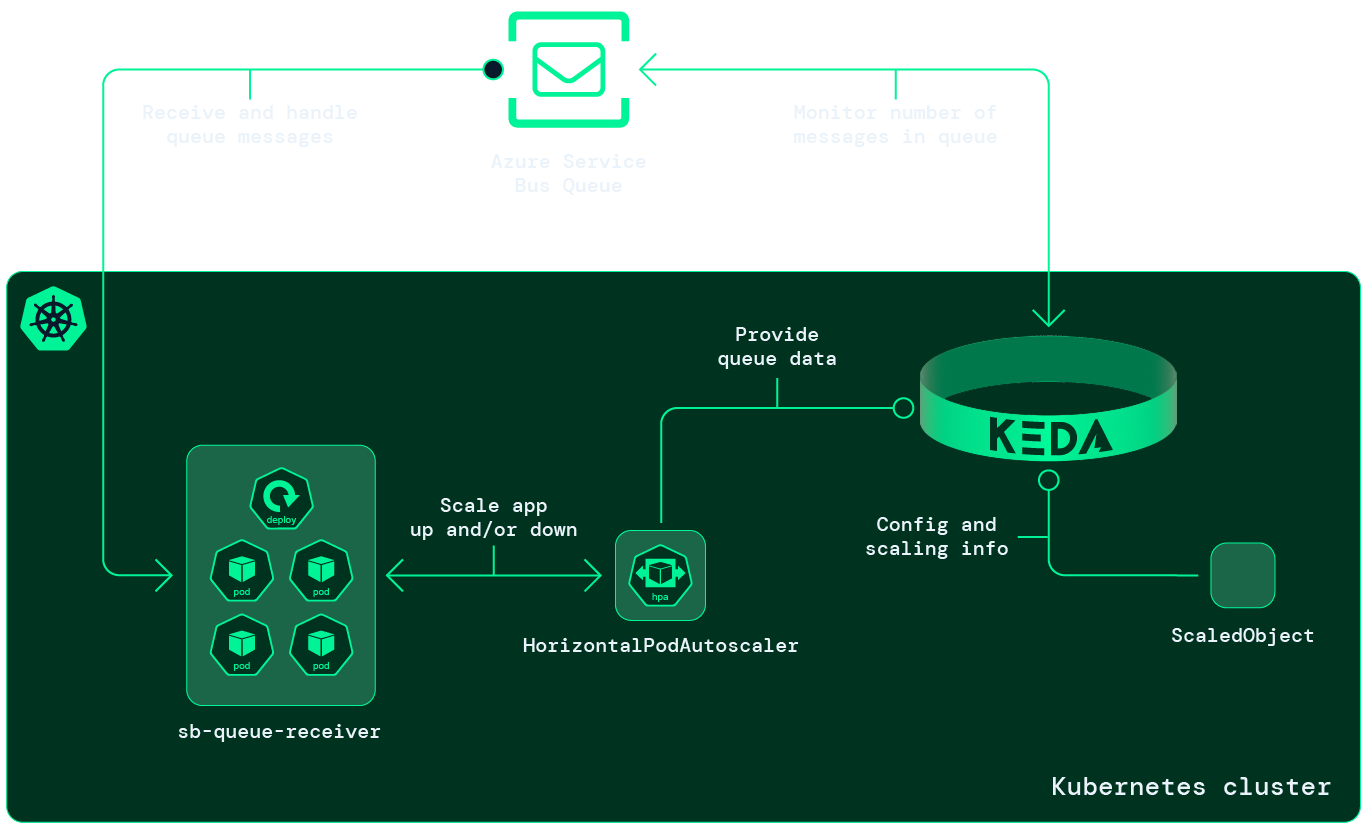 Receive and handle
queue messages
Azure Service
Bus Queue
Monitor number of
messages in queue
Provide
queue data
KEDA
Scale app
up and/or down
Config and
scaling info
deploy
pod
pod
pod
pod
hpa
HorizontalPodAutoscaler
ScaledObject
sb-queue-receiver
Kubernetes cluster